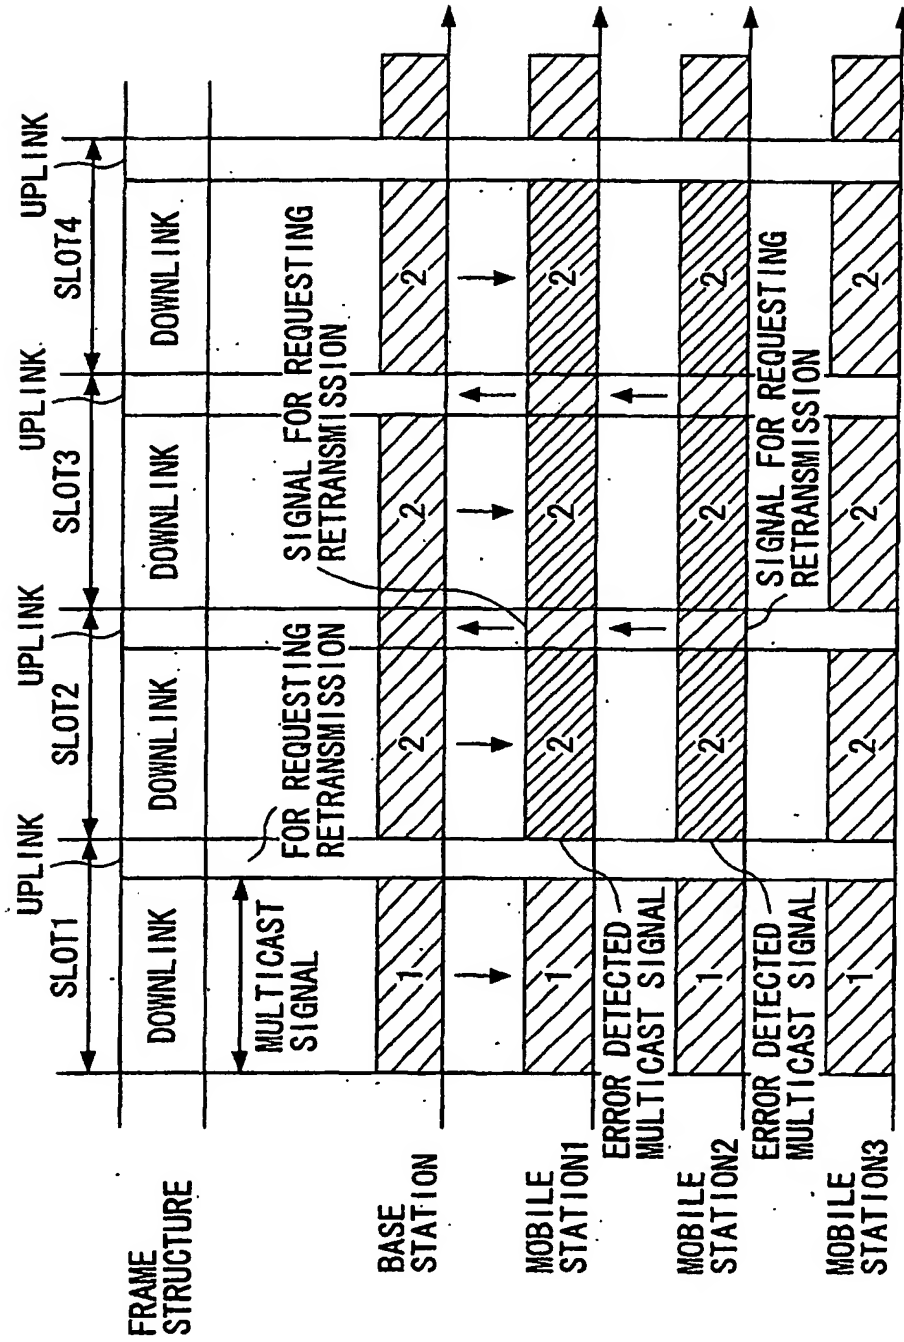 SLOT1
SLOT2
SLOT3
SLOT4
UPLINK
UPLINK
UPLINK
UPLINK
FRAME
STRUCTURE
DOWNLINK
DOWNLINK
DOWNLINK
DOWNLINK
MULTICAST
SIGNAL
FOR REQUESTING
RETRANSMISSION
SIGNAL FOR REQUESTING
RETRANSMISSION
BASE
STATION
1
2
2
2
MOBILE
STATION1
1
2
2
2
ERROR DETECTED
MULTICAST SIGNAL
MOBILE
STATION2
1
2
2
2
ERROR DETECTED
MULTICAST SIGNAL
SIGNAL FOR REQUESTING
RETRANSMISSION
MOBILE
STATION3
1
2
2
2